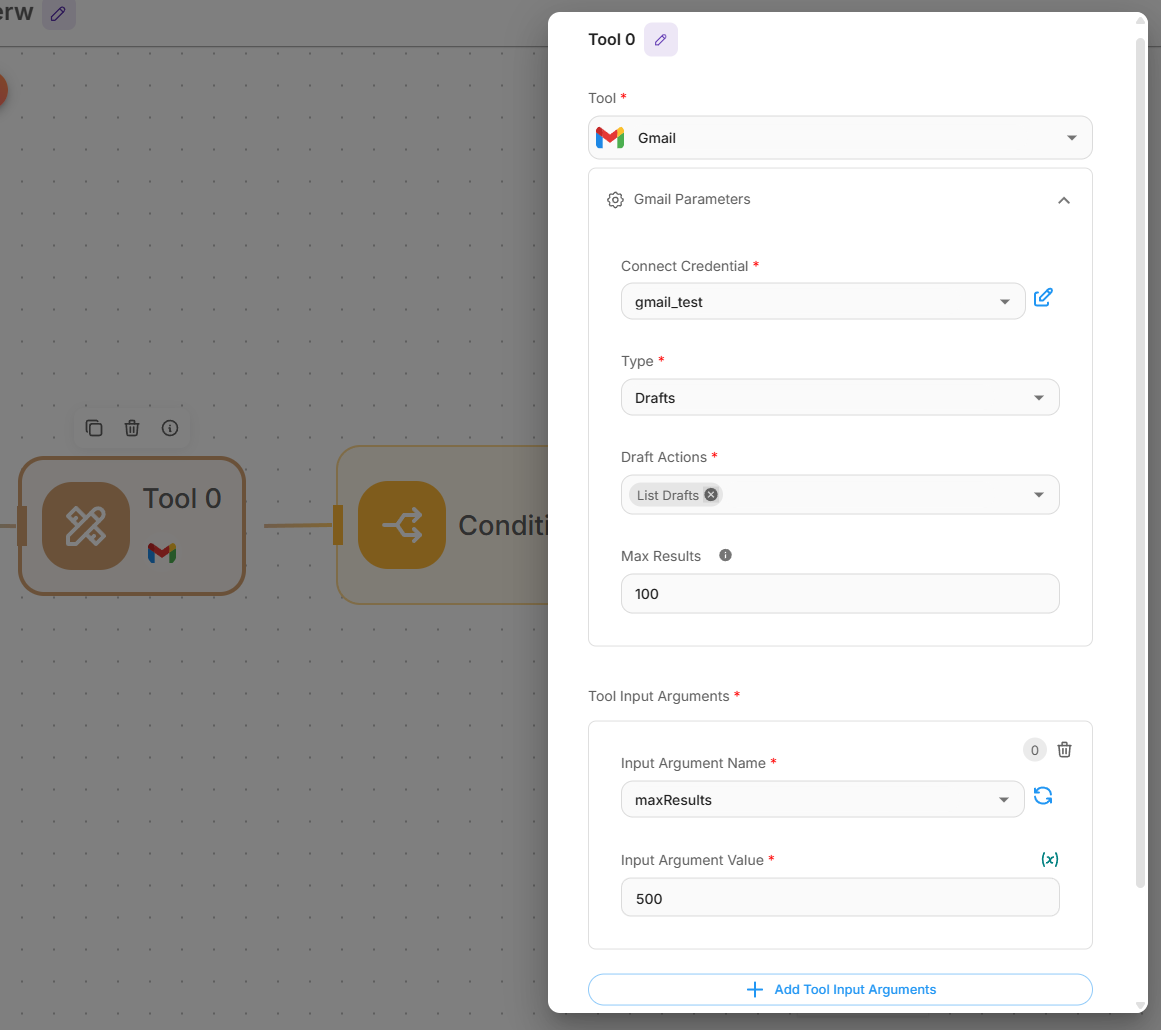 erw
Tool 0
Tool *
Gmail
Gmail Parameters
Connect Credential *
gmail_test
Type *
Drafts
Draft Actions *
List Drafts
Max Results
100
Tool Input Arguments *
0
Input Argument Name *
maxResults
Input Argument Value *
(x)
500
Add Tool Input Arguments
Tool 0
Conditi